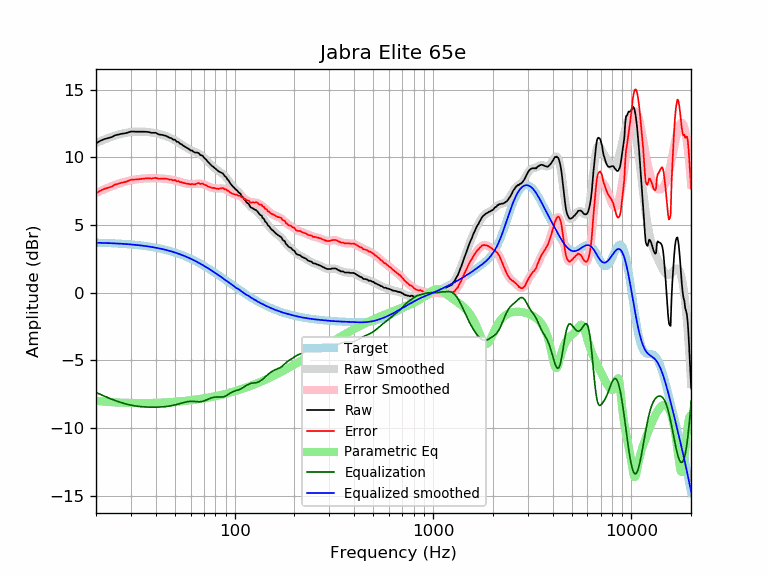 Jabra Elite 65e
Amplitude (dBr)
15
10
5
0
−5
−10
−15
Target
Raw Smoothed
Error Smoothed
Raw
Error
Parametric Eq
Equalization
Equalized smoothed
100
1000
10000
Frequency (Hz)